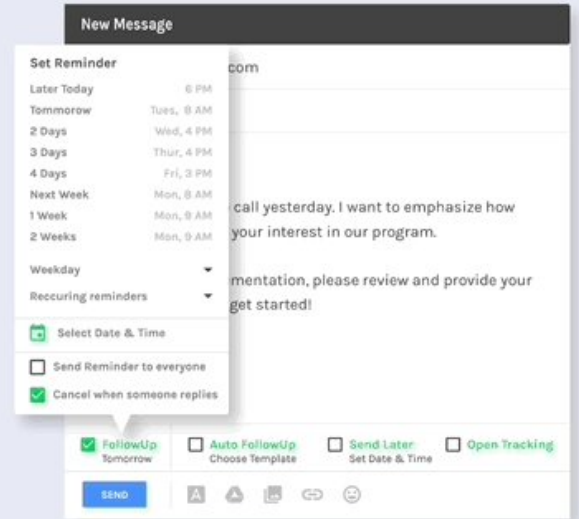 New Message
Set Reminder
com
Later Today 6 PM
Tommorow Tues, 8 AM
2 Days Wed, 4 PM
3 Days Thur, 4 PM
4 Days Fri, 3 PM
Next Week Mon, 8 AM
1 Week Mon, 9 AM
2 Weeks Mon, 9 AM
call yesterday. I want to emphasize how
your interest in our program.
Weekday
Reccuring reminders
mentation, please review and provide your
get started!
Select Date & Time
Send Reminder to everyone
Cancel when someone replies
FollowUp
Tomorrow
Auto FollowUp
Choose Template
Send Later
Set Date & Time
Open Tracking
SEND
A